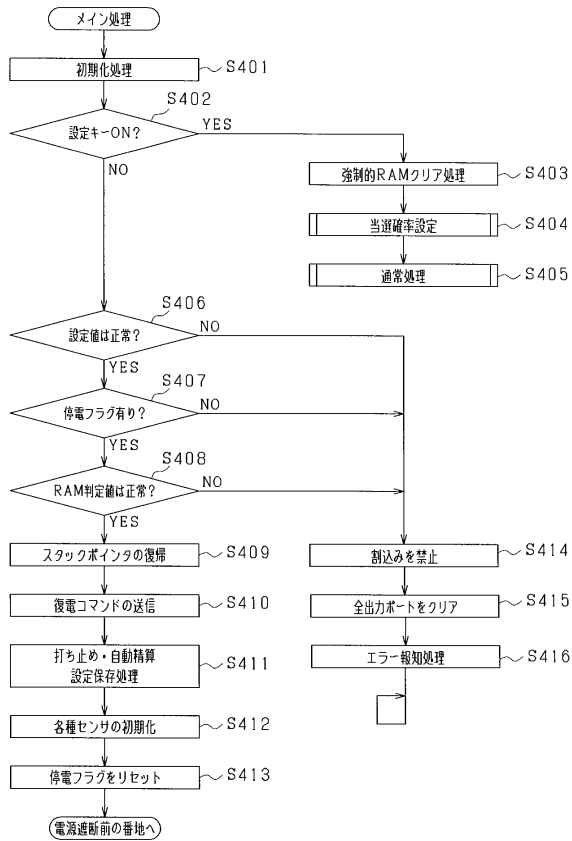 メイン処理
初期化処理
S401
S402
設定キーON?
YES
NO
強制的RAMクリア処理
S403
当選確率設定
S404
通常処理
S405
S406
設定値は正常?
NO
YES
S407
停電フラグ有り?
NO
YES
S408
RAM判定値は正常?
NO
YES
スタックポインタの復帰
S409
復電コマンドの送信
S410
打ち止め・自動精算
設定保存処理
S411
各種センサの初期化
S412
停電フラグをリセット
S413
電源遮断前の番地へ
割込みを禁止
S414
全出力ポートをクリア
S415
エラー報知処理
S416